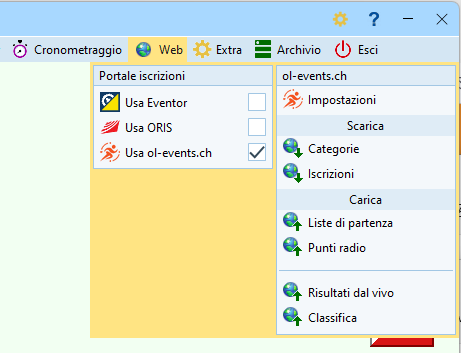 ?
Cronometraggio Web Extra Archivio Esci
Portale iscrizioni
Usa Eventor
Usa ORIS
Usa ol-events.ch
ol-events.ch
Impostazioni
Scarica
Categorie
Iscrizioni
Carica
Liste di partenza
Punti radio
Risultati dal vivo
Classifica